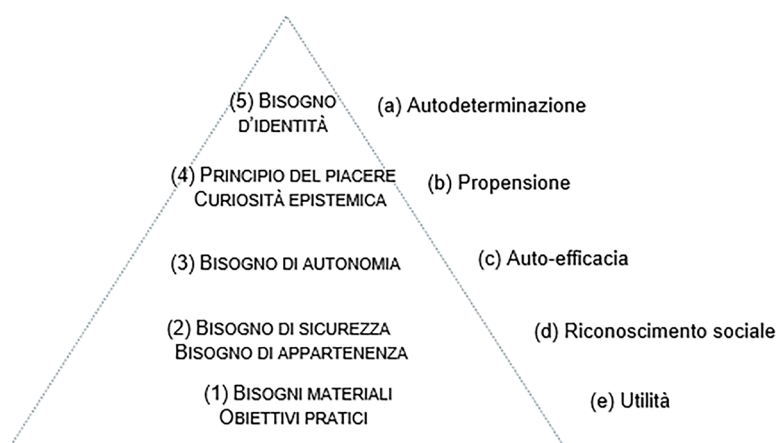 (5) BISOGNO
D'IDENTITÀ
(a) Autodeterminazione
(4) PRINCIPIO DEL PIACERE
CURIOSITÀ EPISTEMICA
(b) Propensione
(3) BISOGNO DI AUTONOMIA
(c) Auto-efficacia
(2) BISOGNO DI SICUREZZA
BISOGNO DI APPARTENENZA
(d) Riconoscimento sociale
(1) BISOGNI MATERIALI
OBIETTIVI PRATICI
(e) Utilità